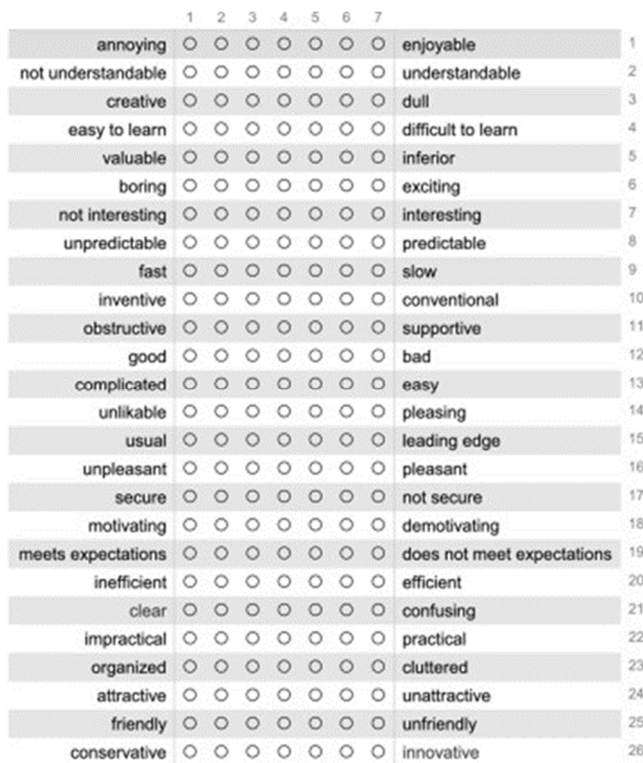 1 2 3 4 5 6 7
annoying enjoyable 1
not understandable understandable 2
creative dull 3
easy to learn difficult to learn 4
valuable inferior 5
boring exciting 6
not interesting interesting 7
unpredictable predictable 8
fast slow 9
inventive conventional 10
obstructive supportive 11
good bad 12
complicated easy 13
unlikable pleasing 14
usual leading edge 15
unpleasant pleasant 16
secure not secure 17
motivating demotivating 18
meets expectations does not meet expectations 19
inefficient efficient 20
clear confusing 21
impractical practical 22
organized cluttered 23
attractive unattractive 24
friendly unfriendly 25
conservative innovative 26